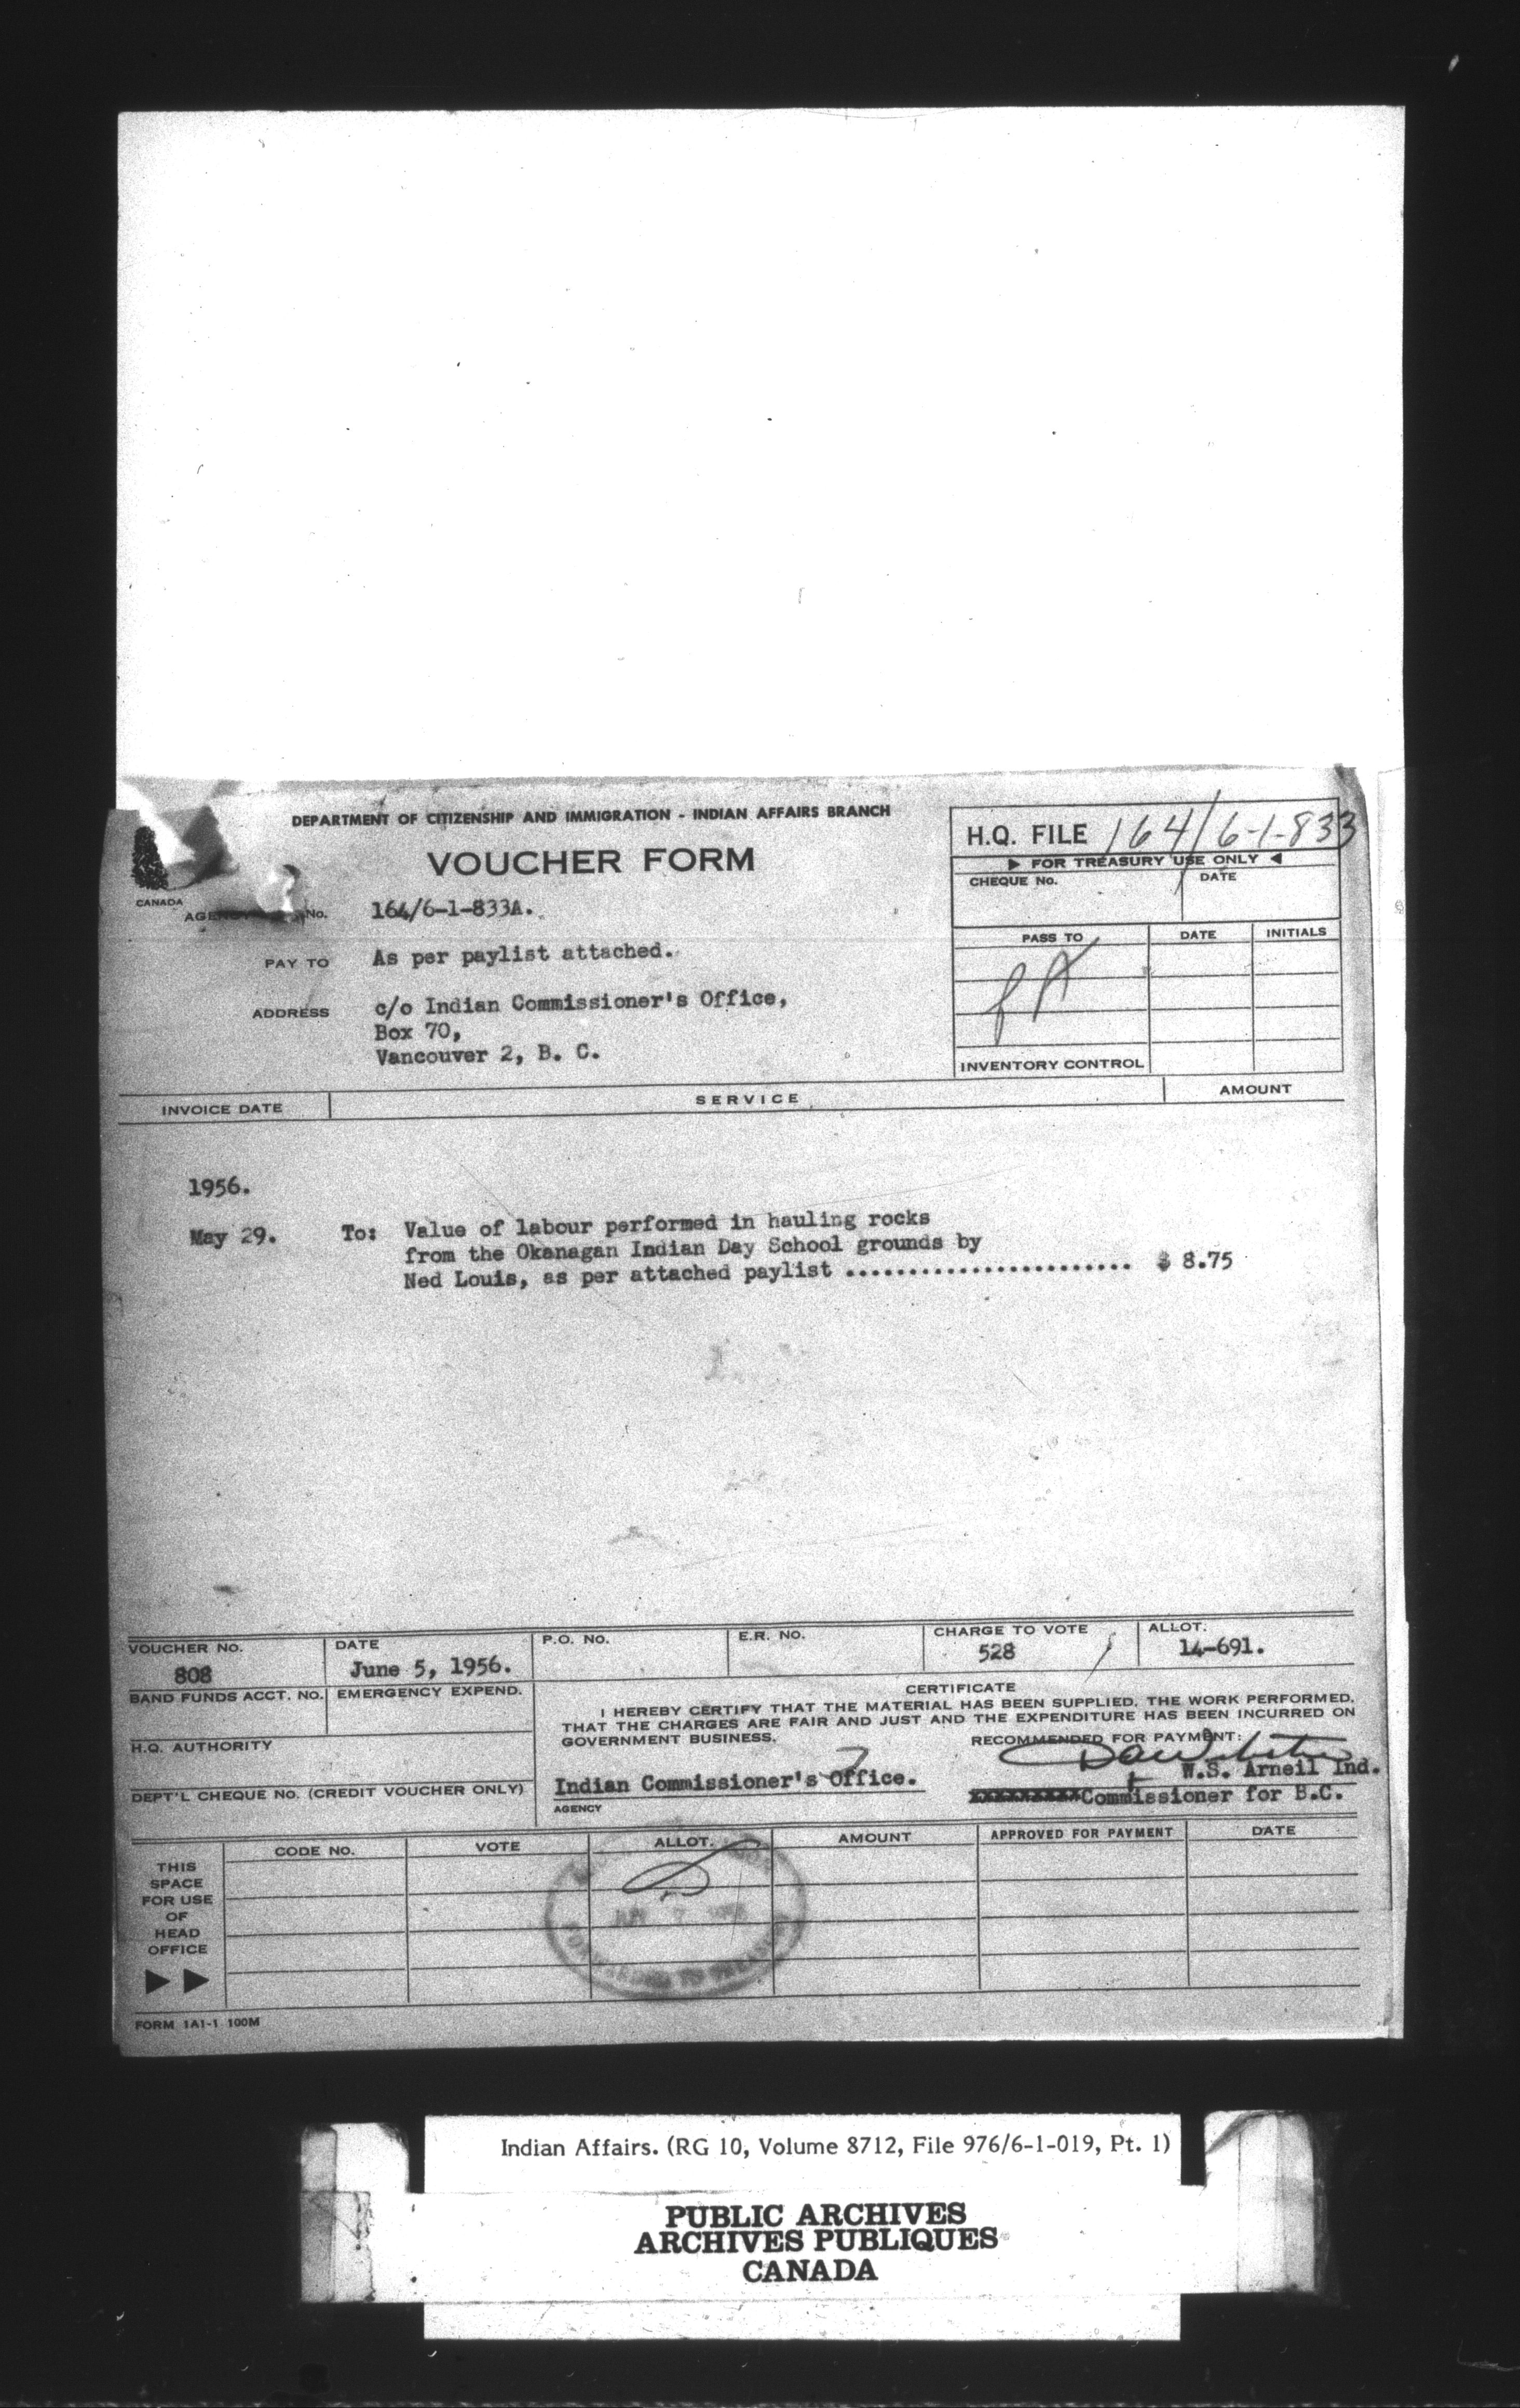 DEPARTMENT OF CITIZENSHIP AND IMMIGRATION - INDIAN AFFAIRS BRANCH
VOUCHER FORM
H.Q. FILE 164/6-1-833
FOR TREASURY USE ONLY
CHEQUE No. DATE
CANADA
No. 164/6-1-833A.
PASS TO DATE INITIALS
PAY TO As per paylist attached.
ADDRESS c/o Indian Commissioner's Office,
Box 70,
Vancouver 2, B. C.
INVENTORY CONTROL
INVOICE DATE SERVICE AMOUNT
1956.
May 29. To: Value of labour performed in hauling rocks
from the Okanagan Indian Day School grounds by
Ned Louis, as per attached paylist ....................... $ 8.75
VOUCHER NO. DATE P.O. NO. E.R. NO. CHARGE TO VOTE ALLOT.
808 June 5, 1956. 528 14-691.
BAND FUNDS ACCT. NO. EMERGENCY EXPEND.
CERTIFICATE
I HEREBY CERTIFY THAT THE MATERIAL HAS BEEN SUPPLIED, THE WORK PERFORMED,
THAT THE CHARGES ARE FAIR AND JUST AND THE EXPENDITURE HAS BEEN INCURRED ON
GOVERNMENT BUSINESS.
RECOMMENDED FOR PAYMENT:
H.Q. AUTHORITY
W.S. Arneil Ind.
Indian Commissioner's Office.
Commissioner for B.C.
DEPT'L CHEQUE NO. (CREDIT VOUCHER ONLY)
AGENCY
CODE NO. VOTE ALLOT. AMOUNT APPROVED FOR PAYMENT DATE
THIS
SPACE
FOR USE
OF
HEAD
OFFICE
FORM 1A1-1 100M
Indian Affairs. (RG 10, Volume 8712, File 976/6-1-019, Pt. 1)
PUBLIC ARCHIVES
ARCHIVES PUBLIQUES
CANADA